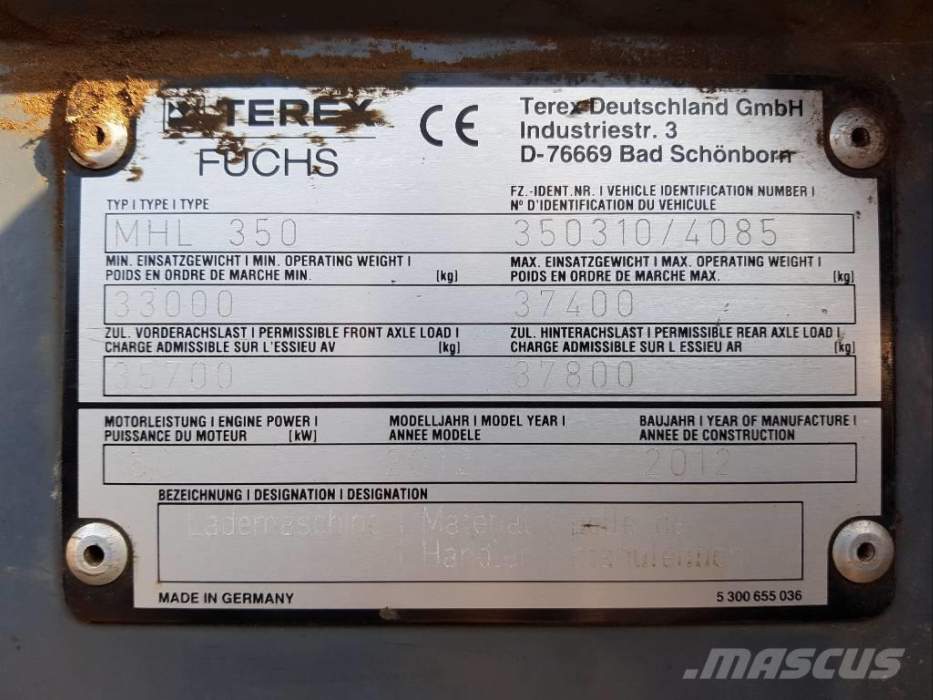 TEREX
FUCHS
CE
Terex Deutschland GmbH
Industriestr. 3
D-76669 Bad Schönborn
TYP I TYPE I TYPE
MHL 350
FZ.-IDENT.NR. I VEHICLE IDENTIFICATION NUMBER I
N° D'IDENTIFICATION DU VEHICULE
350310/4085
MIN. EINSATZGEWICHT I MIN. OPERATING WEIGHT I
POIDS EN ORDRE DE MARCHE MIN. [kg]
33000
MAX. EINSATZGEWICHT I MAX. OPERATING WEIGHT I
POIDS EN ORDRE DE MARCHE MAX. [kg]
37400
ZUL. VORDERACHSLAST I PERMISSIBLE FRONT AXLE LOAD I
CHARGE ADMISSIBLE SUR L'ESSIEU AV [kg]
35700
ZUL. HINTERACHSLAST I PERMISSIBLE REAR AXLE LOAD I
CHARGE ADMISSIBLE SUR L ESSIEU AR [kg]
37800
MOTORLEISTUNG I ENGINE POWER I
PUISSANCE DU MOTEUR [kW]
MODELLJAHR I MODEL YEAR I
ANNEE MODELE
BAUJAHR I YEAR OF MANUFACTURE I
ANNEE DE CONSTRUCTION
2012
BEZEICHNUNG I DESIGNATION I DESIGNATION
Lademaschine I Material
MADE IN GERMANY
5 300 655 036
MASCUS